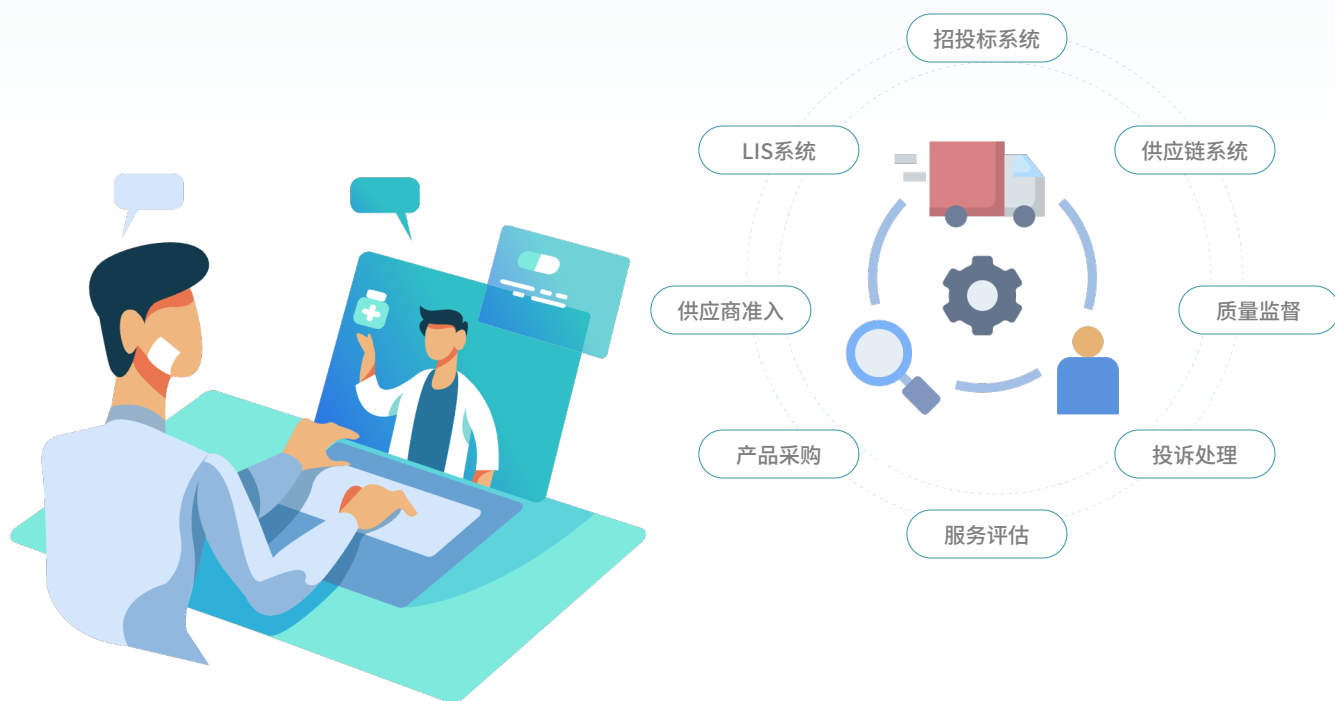 招投标系统
LIS系统
供应链系统
供应商准入
质量监督
产品采购
投诉处理
服务评估